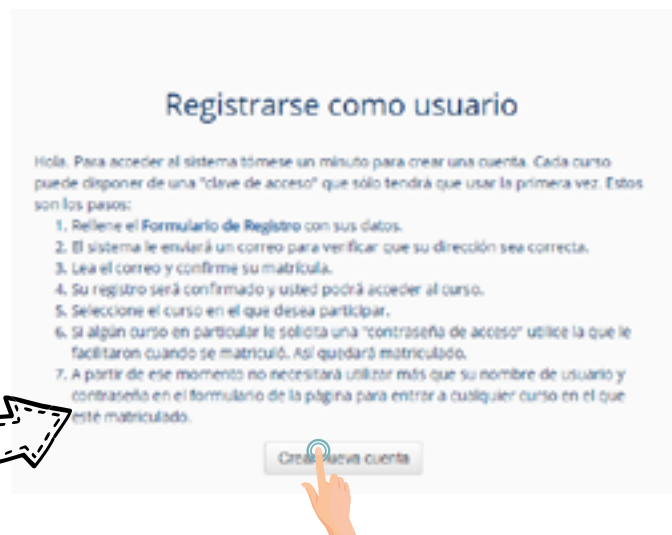 Registrarse como usuario
Hola. Para acceder al sistema tómese un minuto para crear una cuenta. Cada curso
puede disponer de una "clave de acceso" que sólo tendrá que usar la primera vez. Estos
son los pasos:
1. Rellene el Formulario de Registro con sus datos.
2. El sistema le enviará un correo para verificar que su dirección sea correcta.
3. Lea el correo y confirme su matrícula.
4. Su registro será confirmado y usted podrá acceder al curso.
5. Seleccione el curso en el que desea participar.
6. Si algún curso en particular le solicita una "contraseña de acceso" utilice la que le
facilitaron cuando se matriculó. Así quedará matriculado.
7. A partir de ese momento no necesitará utilizar más que su nombre de usuario y
contraseña en el formulario de la página para entrar a cualquier curso en el que
esté matriculado.
Crear nueva cuenta